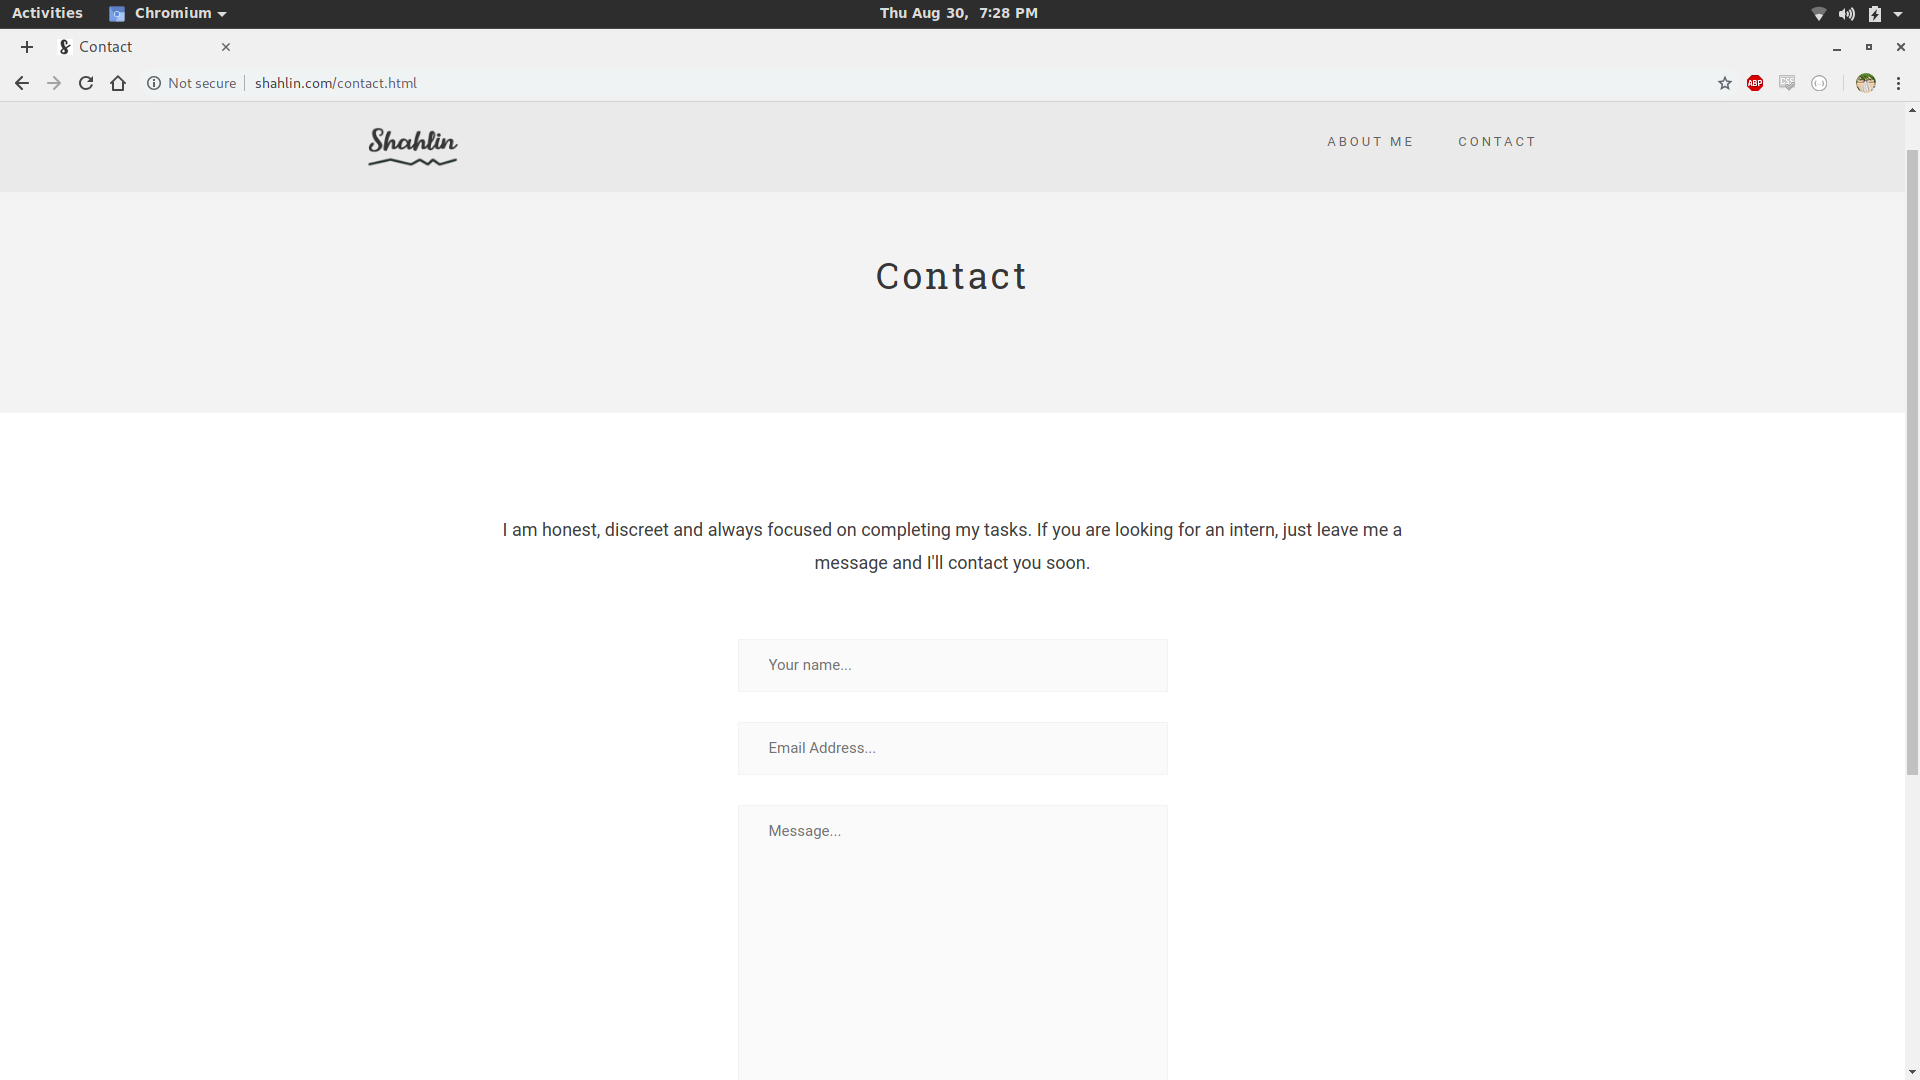 Activities Chromium Thu Aug 30, 7:28 PM
Contact
Not secure shahlin.com/contact.html ABP
Shahlin ABOUT ME CONTACT
Contact
I am honest, discreet and always focused on completing my tasks. If you are looking for an intern, just leave me a
message and I'll contact you soon.
Your name...
Email Address...
Message...